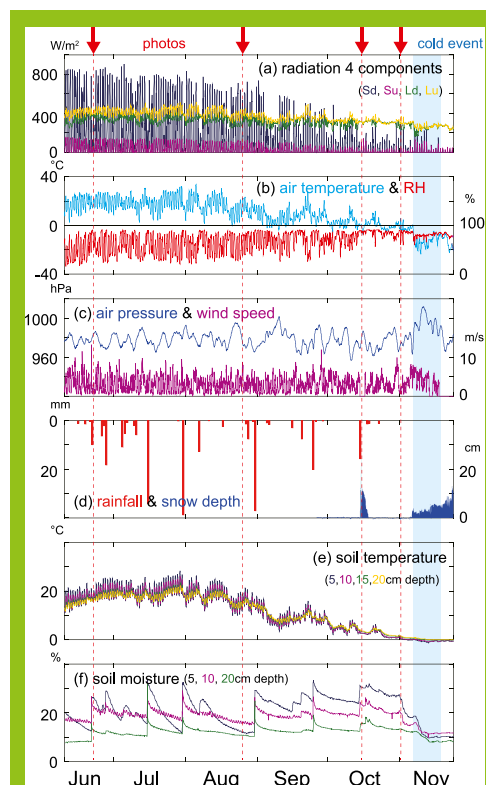 W/m² photos cold event
(a) radiation 4 components
(Sd, Su, Ld, Lu)
800
400
0
°C
40
0
-40
(b) air temperature & RH
%
100
0
hPa
1000
960
(c) air pressure & wind speed
m/s
10
0
mm
0
20
cm
20
0
(d) rainfall & snow depth
°C
20
0
(e) soil temperature
(5,10,15,20cm depth)
%
40
20
0
(f) soil moisture (5, 10, 20cm depth)
Jun Jul Aug Sep Oct Nov